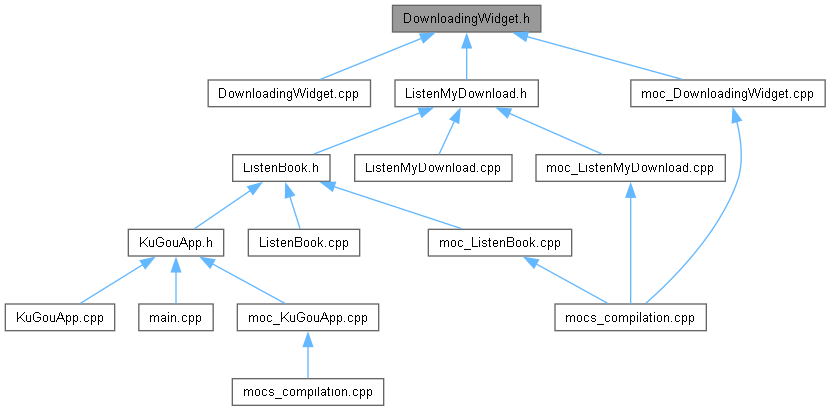 DownloadingWidget.h
DownloadingWidget.cpp
ListenMyDownload.h
moc_DownloadingWidget.cpp
ListenBook.h
ListenMyDownload.cpp
moc_ListenMyDownload.cpp
KuGouApp.h
ListenBook.cpp
moc_ListenBook.cpp
KuGouApp.cpp
main.cpp
moc_KuGouApp.cpp
mocs_compilation.cpp
mocs_compilation.cpp